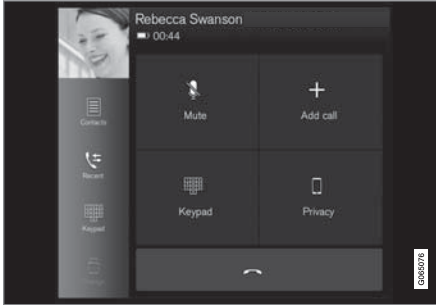 Rebecca Swanson
00:44
Contacts
Recent
Keypad
Mute
Add call
Keypad
Privacy
G065076